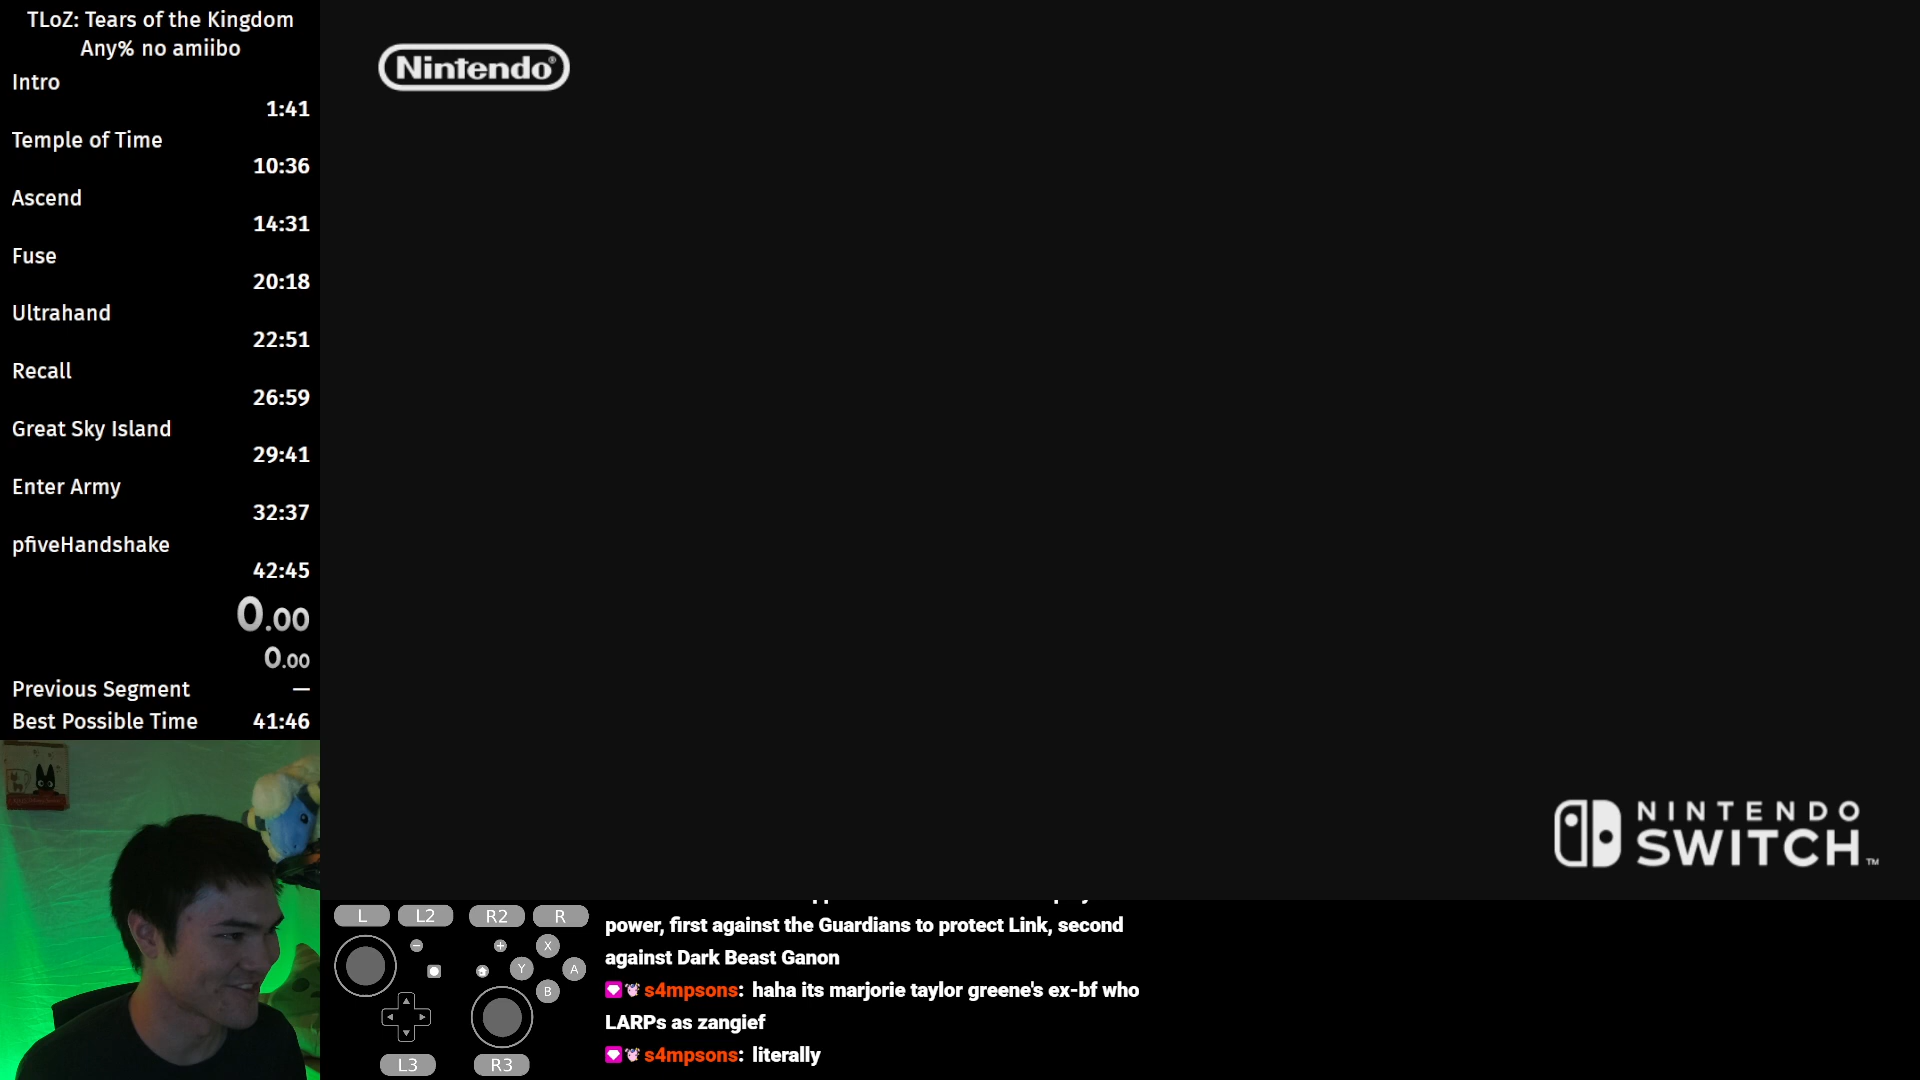 TLoZ: Tears of the Kingdom
Any% no amiibo
Intro
1:41
Temple of Time
10:36
Ascend
14:31
Fuse
20:18
Ultrahand
22:51
Recall
26:59
Great Sky Island
29:41
Enter Army
32:37
pfiveHandshake
42:45
0.00
0.00
Previous Segment —
Best Possible Time 41:46
Nintendo®
NINTENDO
SWITCH™
L L2 R2 R
X
Y A
B
L3 R3
power, first against the Guardians to protect Link, second
against Dark Beast Ganon
s4mpsons: haha its marjorie taylor greene's ex-bf who
LARPs as zangief
s4mpsons: literally